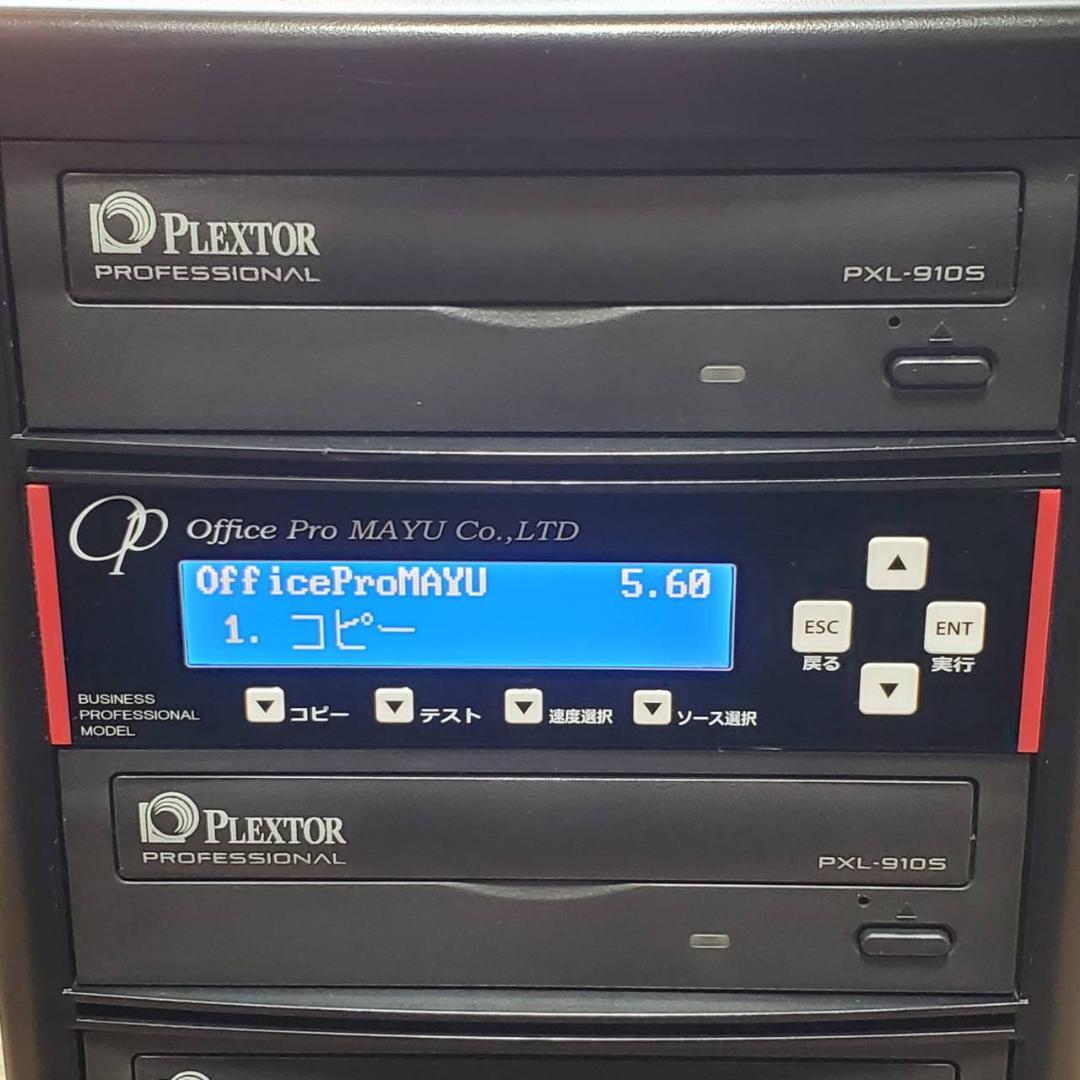 PLEXTOR
PROFESSIONAL
PXL-910S
OP Office Pro MAYU Co.,LTD
OfficeProMAYU 5.60
1. コピー
ESC
戻る
ENT
実行
BUSINESS
PROFESSIONAL
MODEL
コピー
テスト
速度選択
ソース選択
PLEXTOR
PROFESSIONAL
PXL-910S